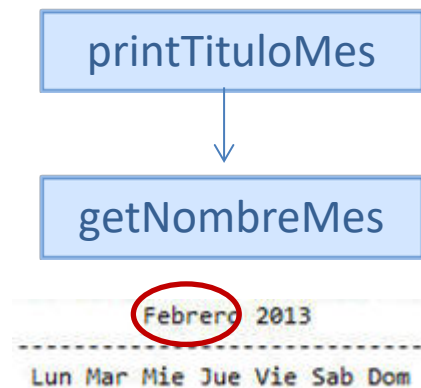 printTituloMes
getNombreMes
Febrero 2013
------------------------------
Lun Mar Mie Jue Vie Sab Dom